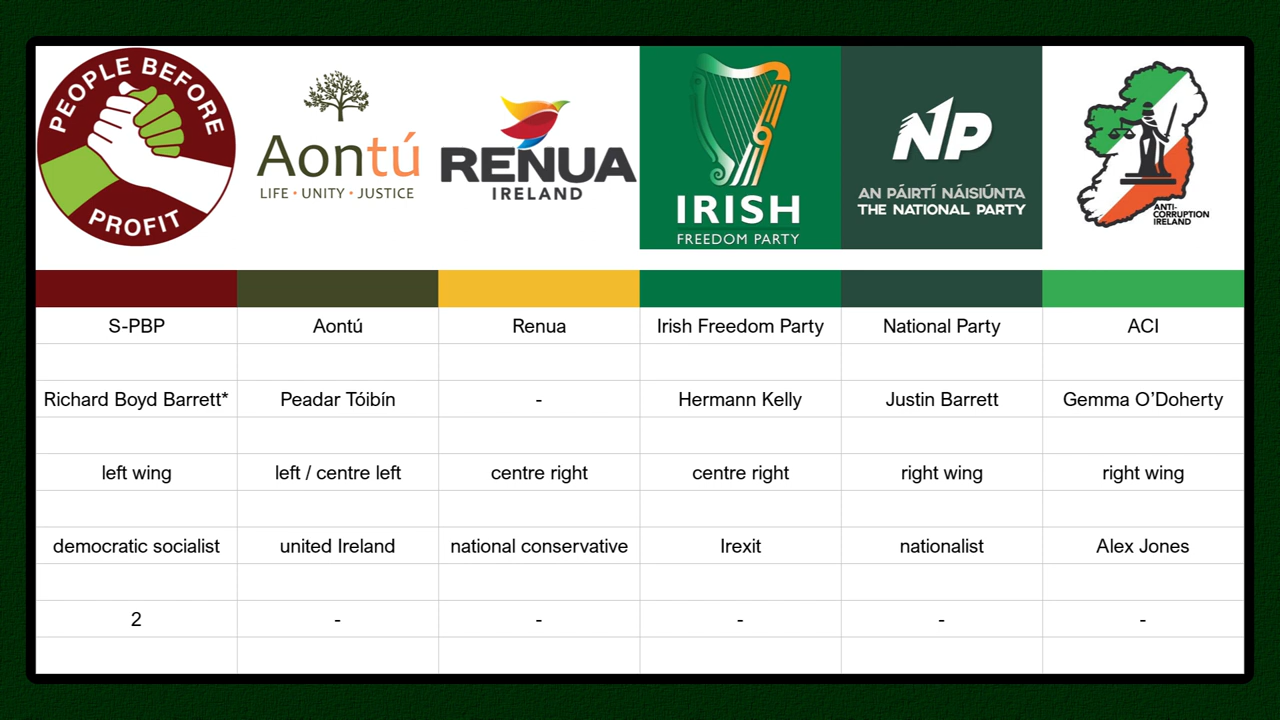 PEOPLE BEFORE
PROFIT
Aontú
LIFE • UNITY • JUSTICE
RENUA
IRELAND
IRISH
FREEDOM PARTY
NP
AN PÁIRTÍ NÁISIÚNTA
THE NATIONAL PARTY
ANTI-
CORRUPTION
IRELAND
S-PBP Aontú Renua Irish Freedom Party National Party ACI
Richard Boyd Barrett* Peadar Tóibín - Hermann Kelly Justin Barrett Gemma O’Doherty
left wing left / centre left centre right centre right right wing right wing
democratic socialist united Ireland national conservative Irexit nationalist Alex Jones
2 - - - - -